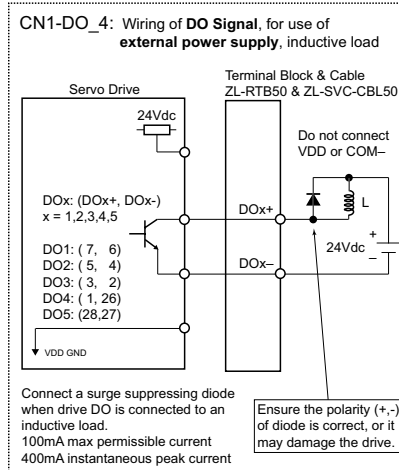 CN1-DO_4: Wiring of DO Signal, for use of
external power supply, inductive load
Servo Drive
Terminal Block & Cable
ZL-RTB50 & ZL-SVC-CBL50
24Vdc
Do not connect
VDD or COM–
DOx: (DOx+, DOx-)
x = 1,2,3,4,5
DO1: ( 7, 6)
DO2: ( 5, 4)
DO3: ( 3, 2)
DO4: ( 1, 26)
DO5: (28,27)
DOx+
DOx–
L
24Vdc
+
–
VDD GND
Connect a surge suppressing diode
when drive DO is connected to an
inductive load.
100mA max permissible current
400mA instantaneous peak current
Ensure the polarity (+,-)
of diode is correct, or it
may damage the drive.